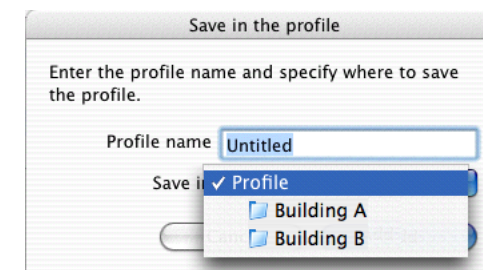 Save in the profile
Enter the profile name and specify where to save
the profile.
Profile name Untitled
Save i ✓ Profile
Building A
Building B